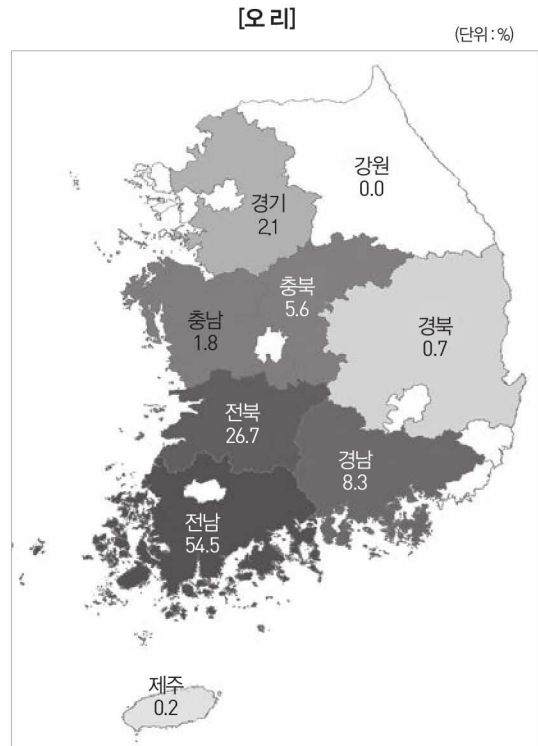 [오 리]
(단위 : %)
강원
0.0
경기
2.1
충북
5.6
충남
1.8
경북
0.7
전북
26.7
경남
8.3
전남
54.5
제주
0.2